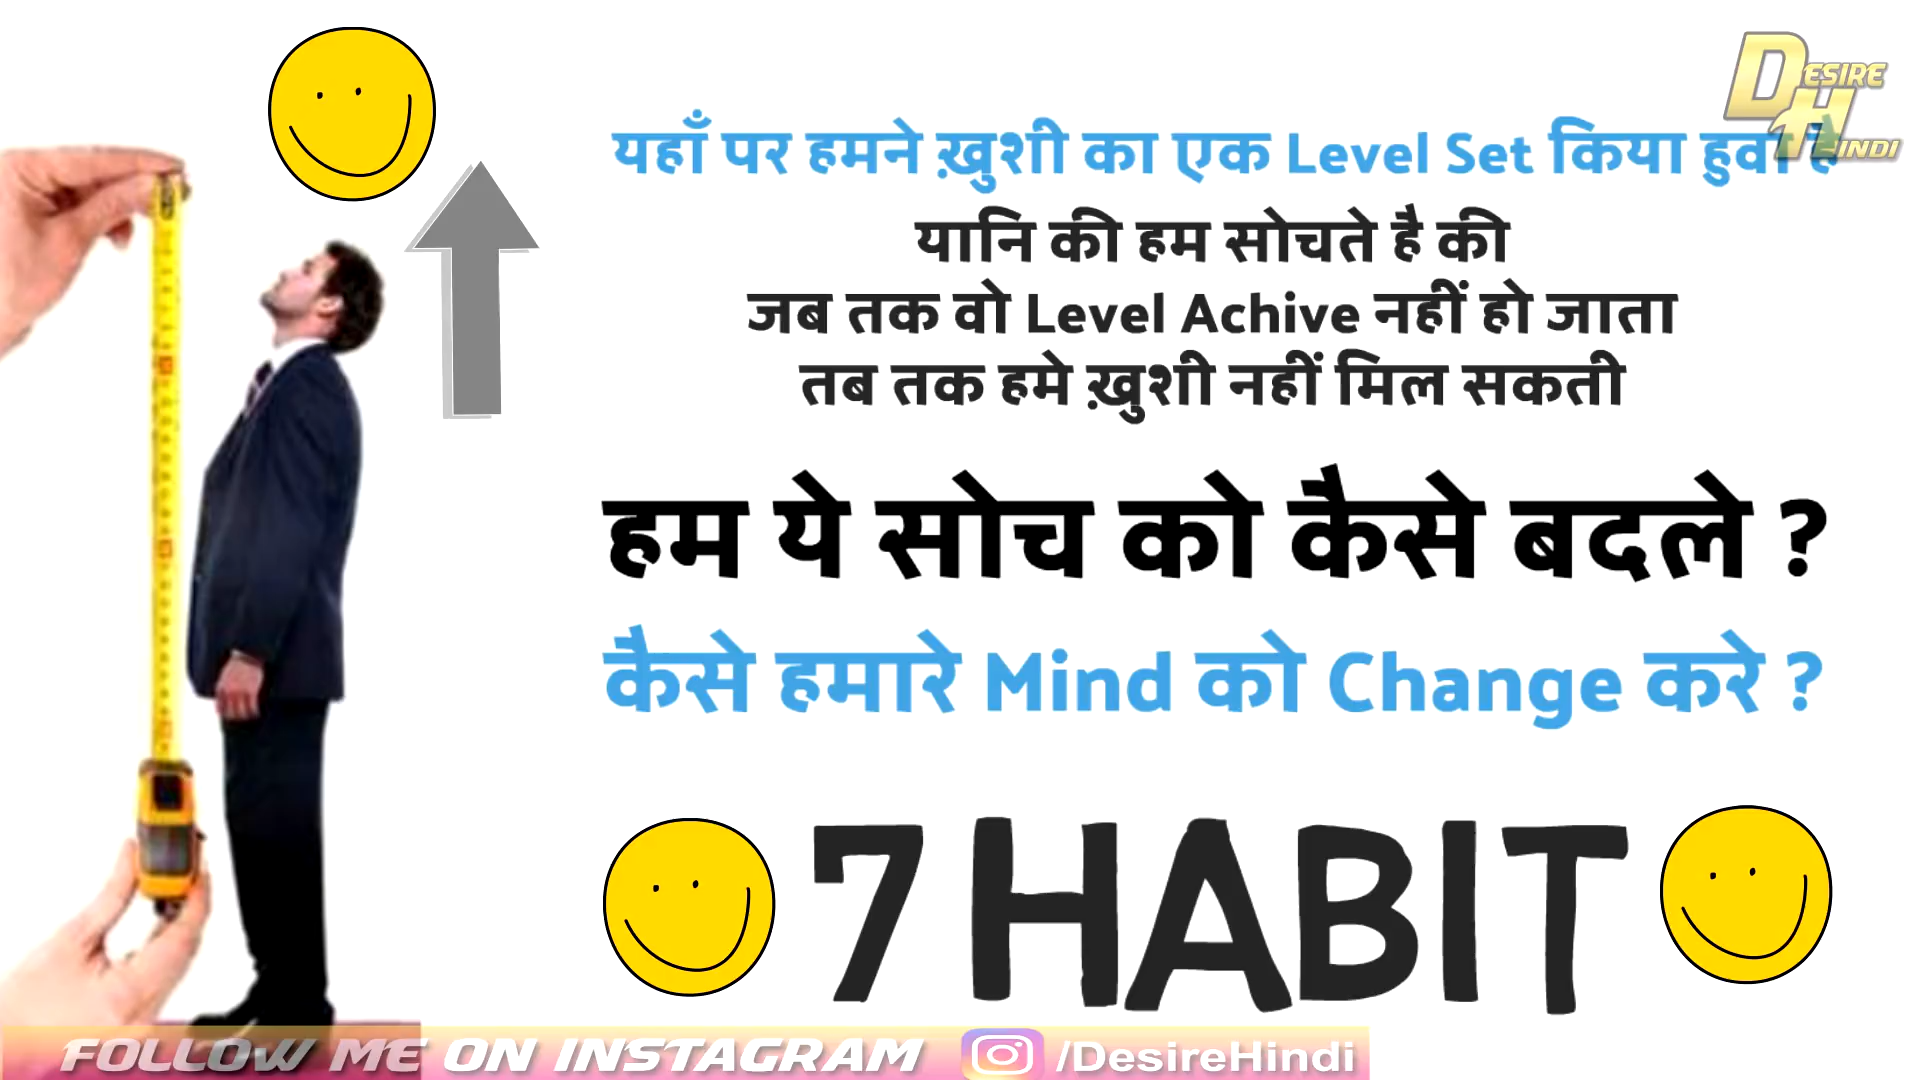 DESIRE HINDI
यहाँ पर हमने ख़ुशी का एक Level Set किया हुवा है
यानि की हम सोचते है की
जब तक वो Level Achive नहीं हो जाता
तब तक हमे ख़ुशी नहीं मिल सकती
हम ये सोच को कैसे बदले ?
कैसे हमारे Mind को Change करे ?
7 HABIT
FOLLOW ME ON INSTAGRAM /DesireHindi